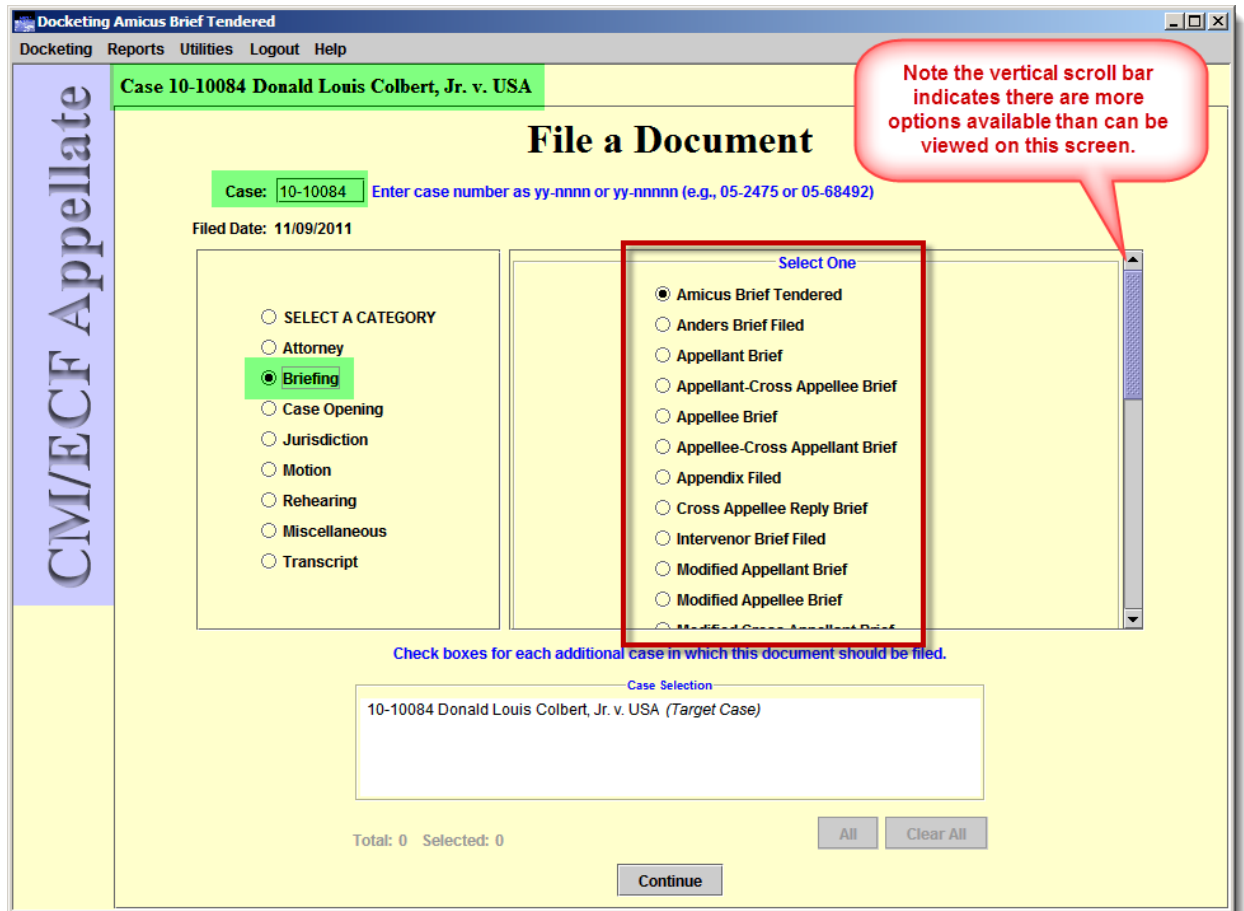 Docketing Amicus Brief Tendered
Docketing Reports Utilities Logout Help
CM/ECF Appellate
Case 10-10084 Donald Louis Colbert, Jr. v. USA
Note the vertical scroll bar
indicates there are more
options available than can be
viewed on this screen.
File a Document
Case: 10-10084 Enter case number as yy-nnnn or yy-nnnnn (e.g., 05-2475 or 05-68492)
Filed Date: 11/09/2011
SELECT A CATEGORY
Attorney
Briefing
Case Opening
Jurisdiction
Motion
Rehearing
Miscellaneous
Transcript
Select One
Amicus Brief Tendered
Anders Brief Filed
Appellant Brief
Appellant-Cross Appellee Brief
Appellee Brief
Appellee-Cross Appellant Brief
Appendix Filed
Cross Appellee Reply Brief
Intervenor Brief Filed
Modified Appellant Brief
Modified Appellee Brief
Modified Cross Appellant Brief
Check boxes for each additional case in which this document should be filed.
Case Selection
10-10084 Donald Louis Colbert, Jr. v. USA (Target Case)
Total: 0 Selected: 0
All Clear All
Continue